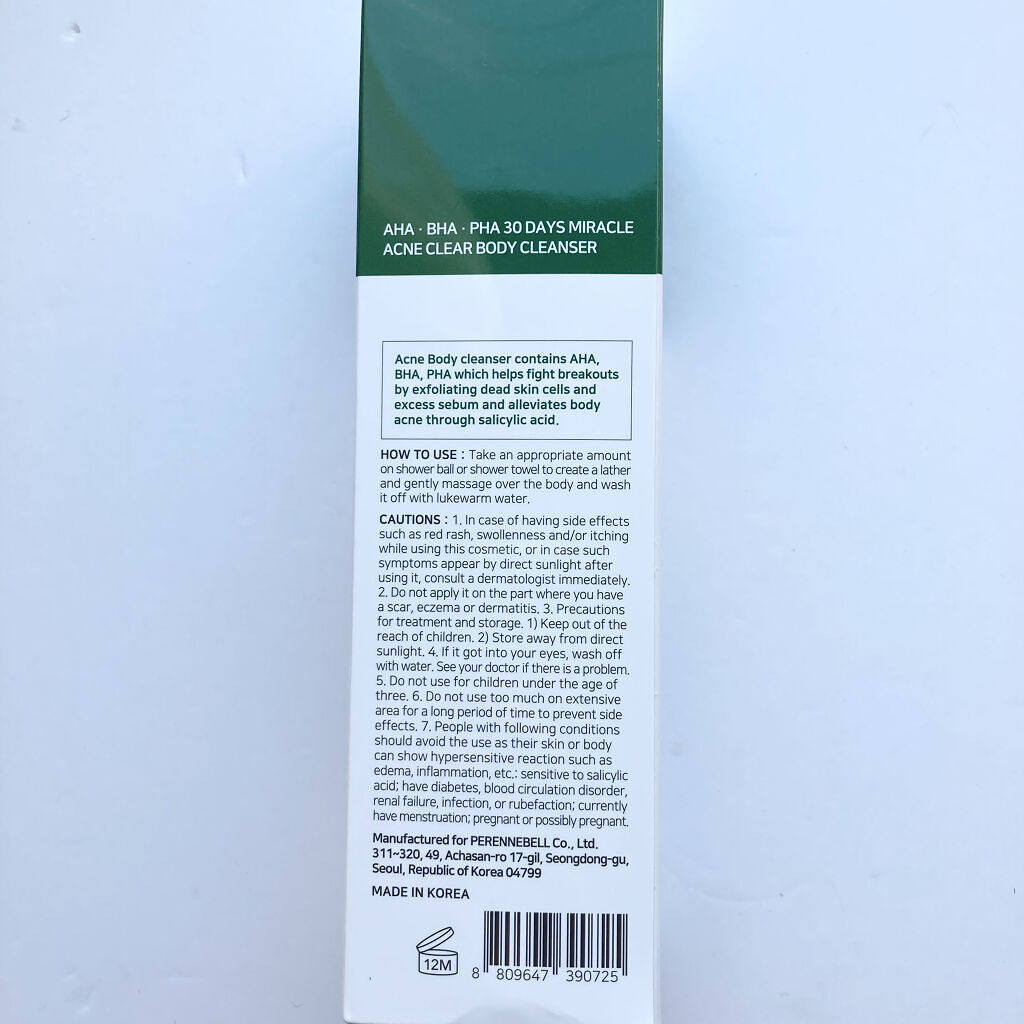 AHA · BHA · PHA 30 DAYS MIRACLE
ACNE CLEAR BODY CLEANSER
Acne Body cleanser contains AHA,
BHA, PHA which helps fight breakouts
by exfoliating dead skin cells and
excess sebum and alleviates body
acne through salicylic acid.
HOW TO USE : Take an appropriate amount
on shower ball or shower towel to create a lather
and gently massage over the body and wash
it off with lukewarm water.
CAUTIONS : 1. In case of having side effects
such as red rash, swollenness and/or itching
while using this cosmetic, or in case such
symptoms appear by direct sunlight after
using it, consult a dermatologist immediately.
2. Do not apply it on the part where you have
a scar, eczema or dermatitis. 3. Precautions
for treatment and storage. 1) Keep out of the
reach of children. 2) Store away from direct
sunlight. 4. If it got into your eyes, wash off
with water. See your doctor if there is a problem.
5. Do not use for children under the age of
three. 6. Do not use too much on extensive
area for a long period of time to prevent side
effects. 7. People with following conditions
should avoid the use as their skin or body
can show hypersensitive reaction such as
edema, inflammation, etc.: sensitive to salicylic
acid; have diabetes, blood circulation disorder,
renal failure, infection, or rubefaction; currently
have menstruation; pregnant or possibly pregnant.
Manufactured for PERENNEBELL Co., Ltd.
311~320, 49, Achasan-ro 17-gil, Seongdong-gu,
Seoul, Republic of Korea 04799
MADE IN KOREA
12M
8 809647 390725